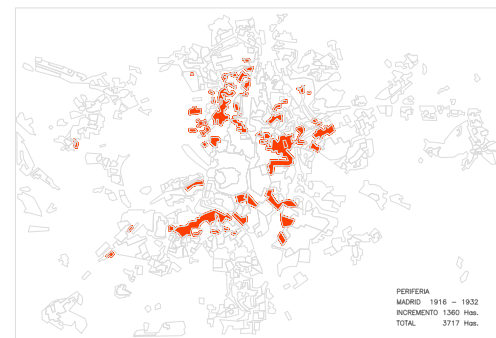 PERIFERIA
MADRID 1916 - 1932
INCREMENTO 1360 Has.
TOTAL 3717 Has.